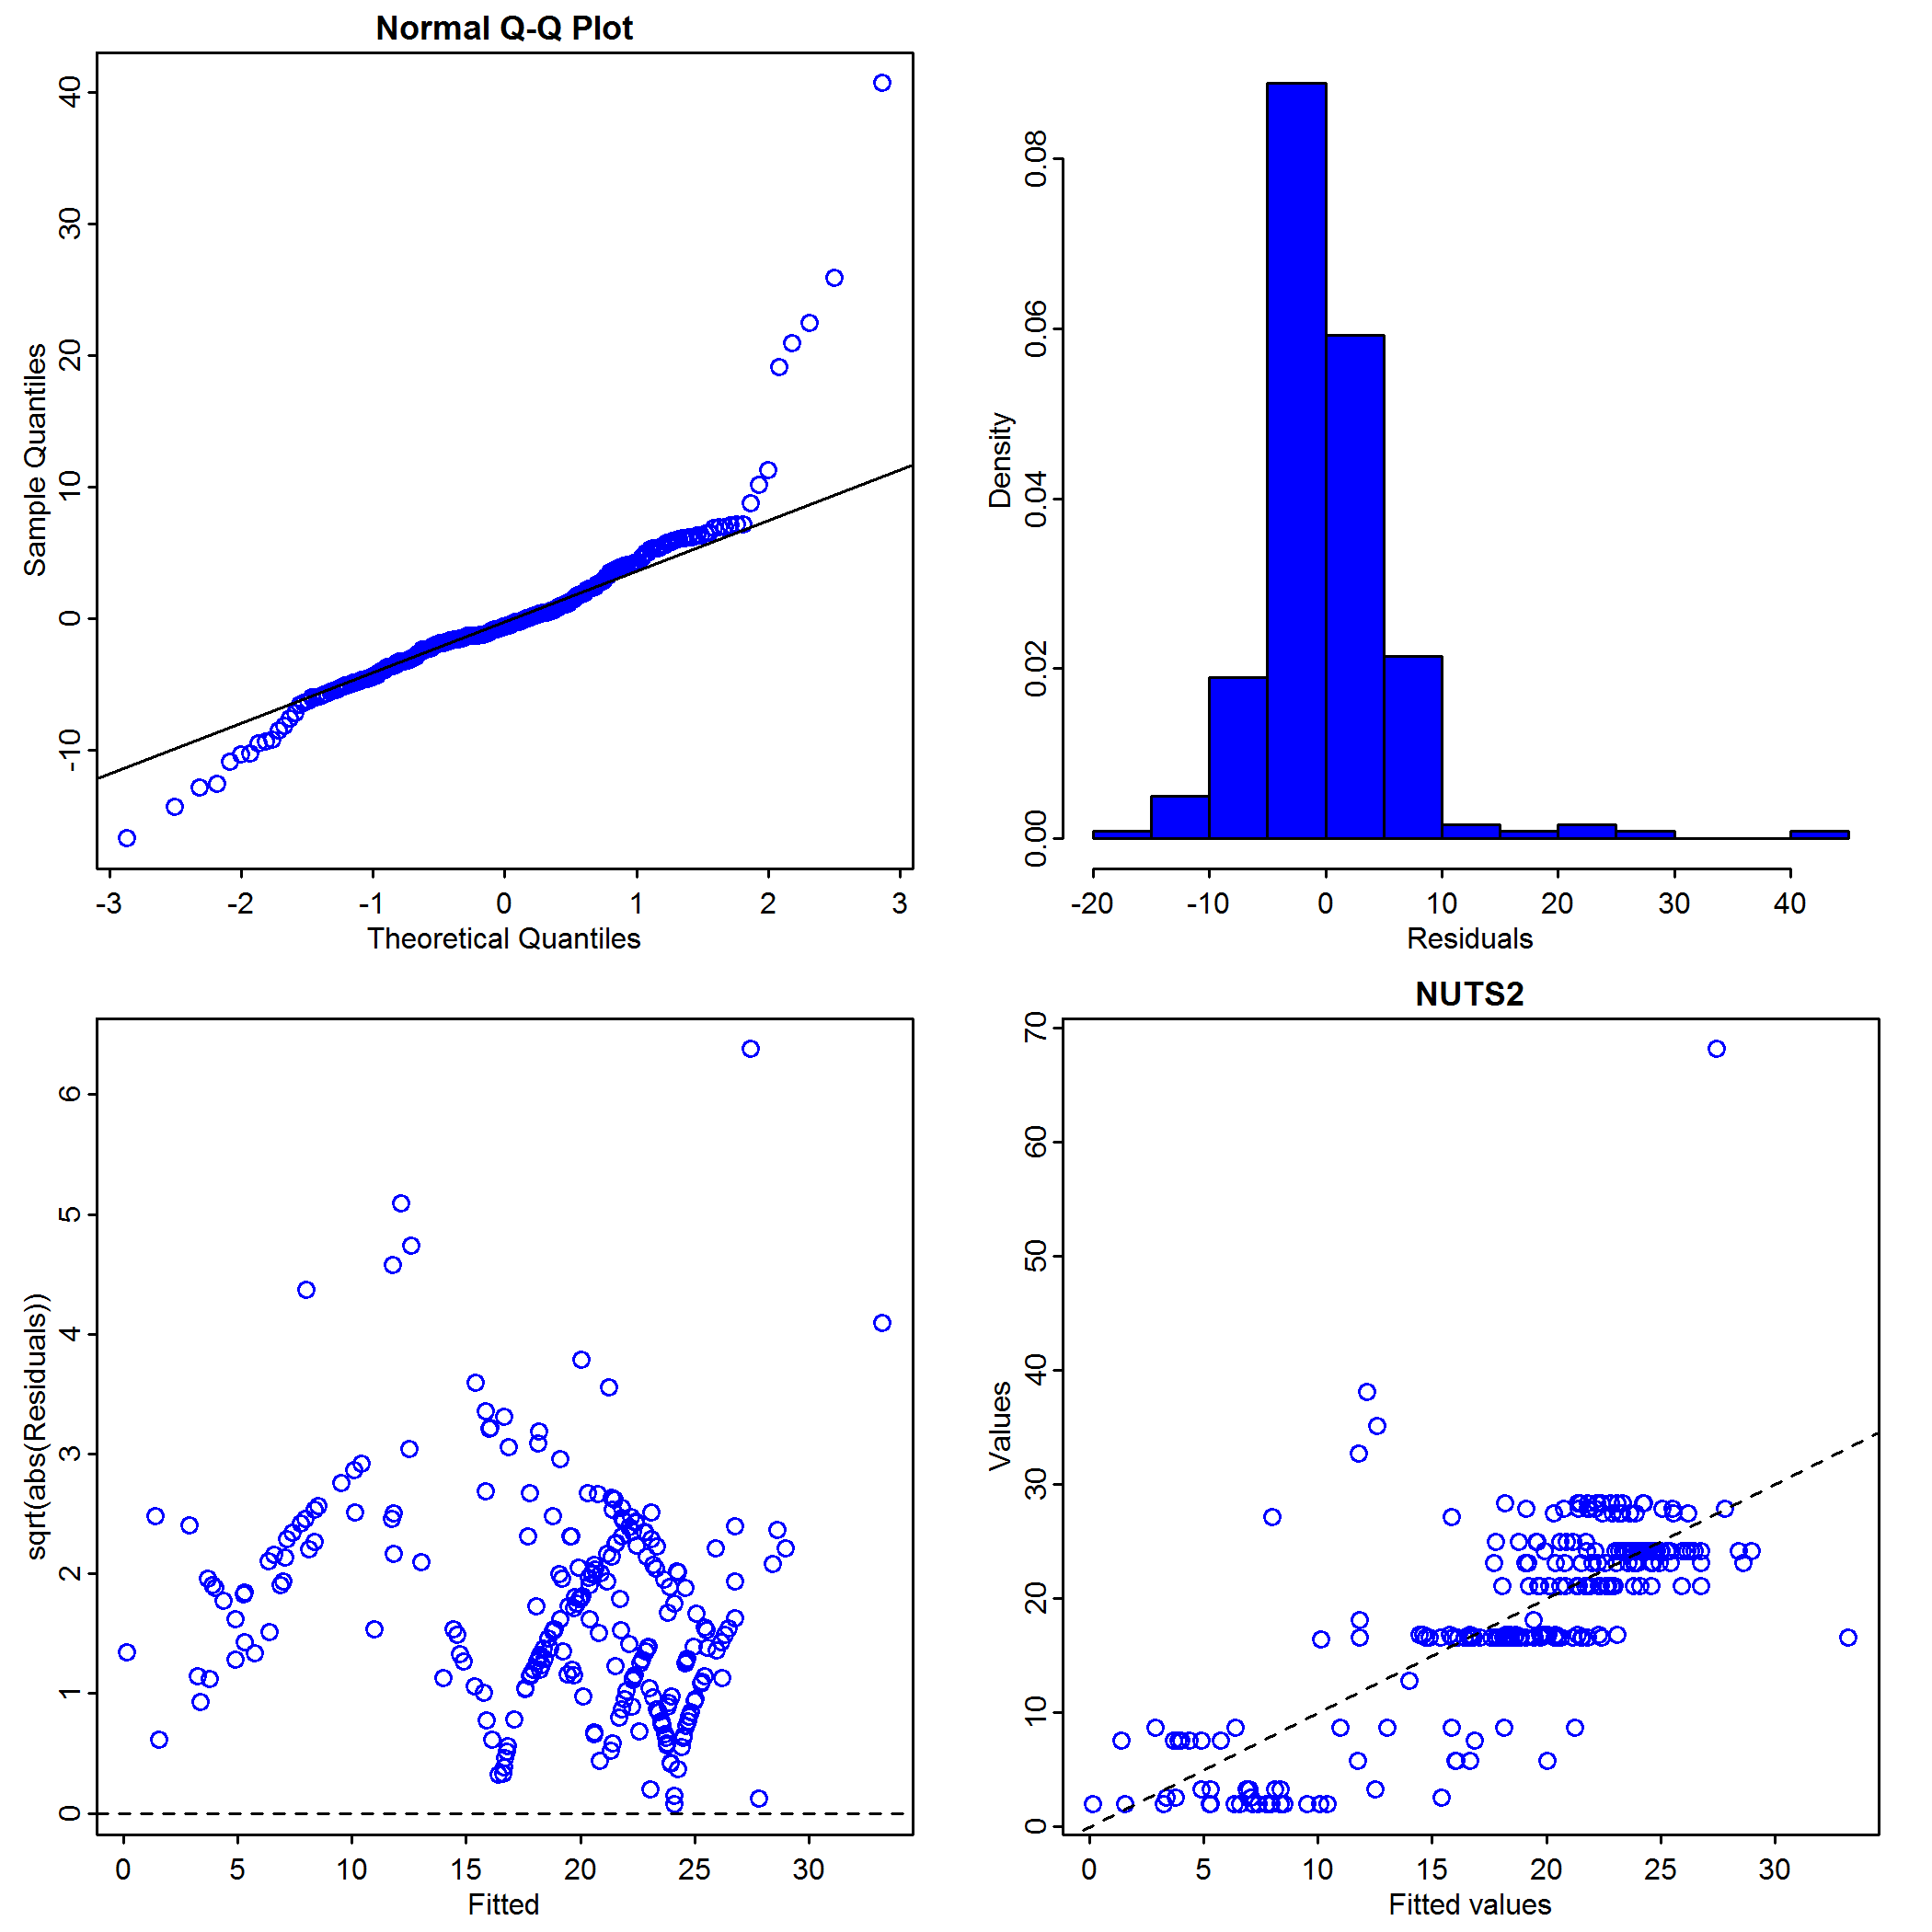 Normal Q-Q Plot
Sample Quantiles
-10 0 10 20 30 40
-3 -2 -1 0 1 2 3
Theoretical Quantiles
Density
0.00 0.02 0.04 0.06 0.08
-20 -10 0 10 20 30 40
Residuals
sqrt(abs(Residuals))
0 1 2 3 4 5 6
0 5 10 15 20 25 30
Fitted
NUTS2
Values
0 10 20 30 40 50 60 70
0 5 10 15 20 25 30
Fitted values